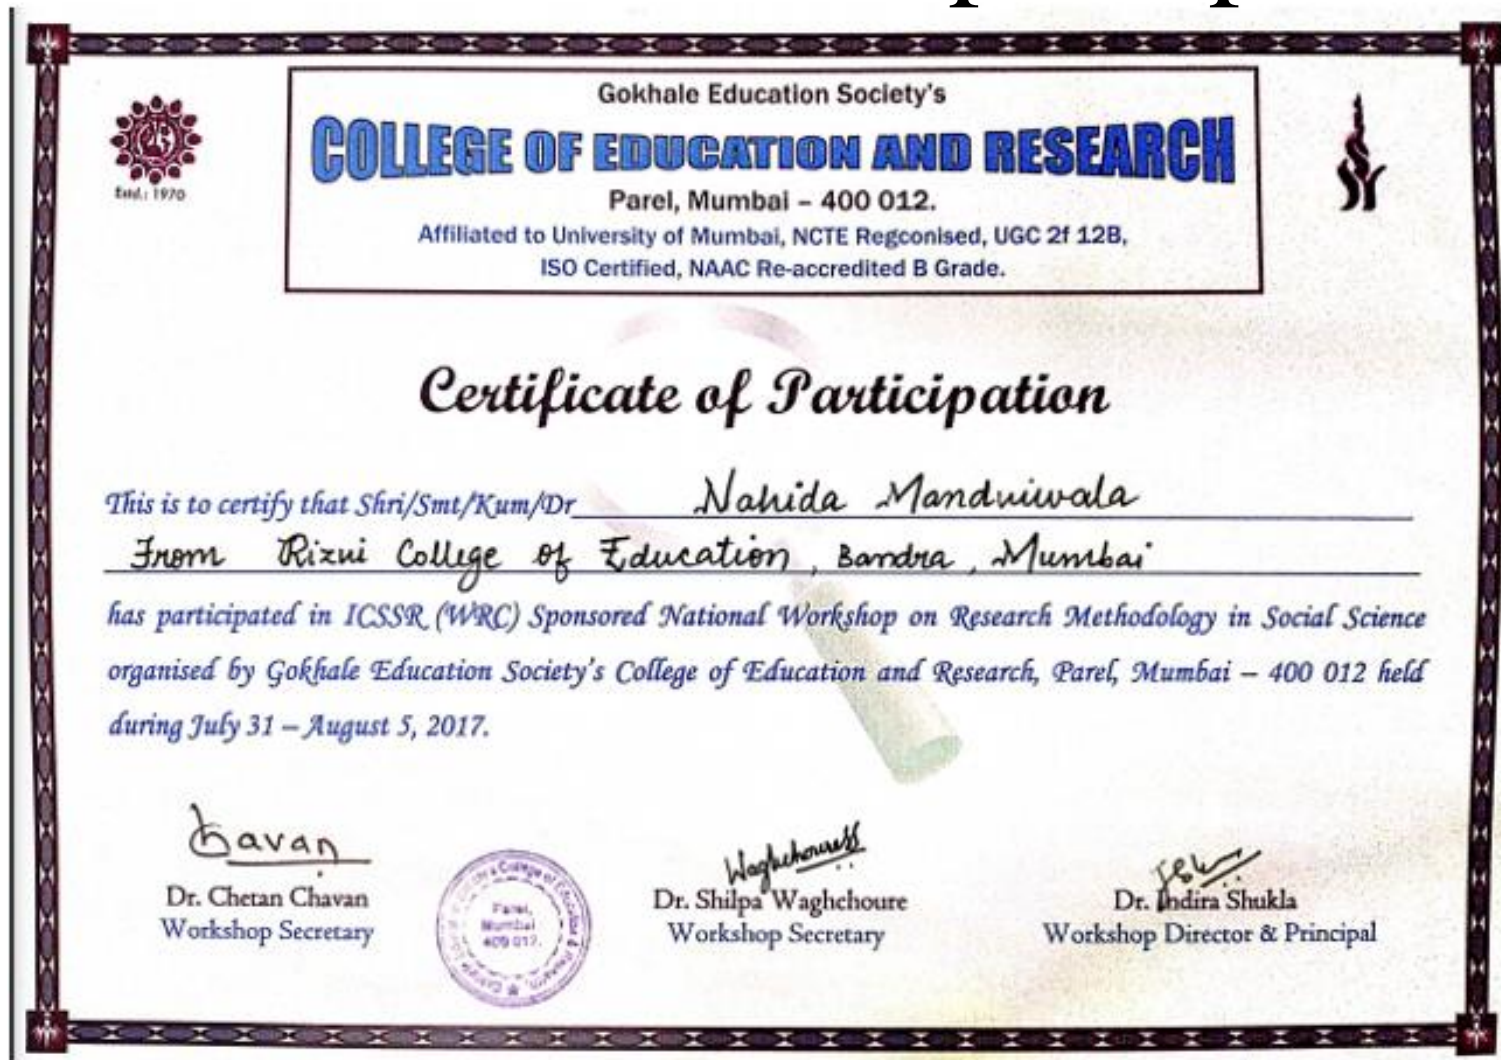 Estd.: 1970
Gokhale Education Society's
COLLEGE OF EDUCATION AND RESEARCH
Parel, Mumbai – 400 012.
Affiliated to University of Mumbai, NCTE Regconised, UGC 2f 12B,
ISO Certified, NAAC Re-accredited B Grade.
Certificate of Participation
This is to certify that Shri/Smt/Kum/Dr Nahida Mandviwala
From Rizvi College of Education, Bandra, Mumbai
has participated in ICSSR (WRC) Sponsored National Workshop on Research Methodology in Social Science
organised by Gokhale Education Society's College of Education and Research, Parel, Mumbai – 400 012 held
during July 31 – August 5, 2017.
Chavan
Waghchoure
Dr. Chetan Chavan
Workshop Secretary
College of Education & Research
Parel,
Mumbai
400 012.
Dr. Shilpa Waghchoure
Workshop Secretary
Dr. Indira Shukla
Workshop Director & Principal